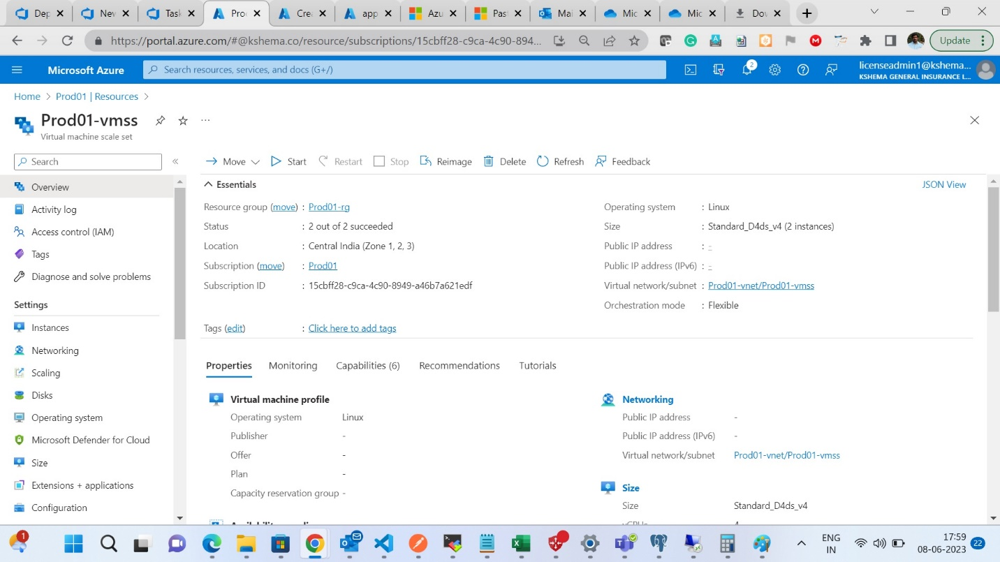 Dep
Nev
Task
Pro
Cre
app
Azu
Pas
Mai
Mic
Mic
Dov
https://portal.azure.com/#@kshema.co/resource/subscriptions/15cbff28-c9ca-4c90-894...
Update
Microsoft Azure
Search resources, services, and docs (G+/)
2
licenseadmin1@kshema...
KSHEMA GENERAL INSURANCE L...
Home > Prod01 | Resources >
Prod01-vmss
Virtual machine scale set
Search
Move
Start
Restart
Stop
Reimage
Delete
Refresh
Feedback
Overview
Activity log
Access control (IAM)
Tags
Diagnose and solve problems
Settings
Instances
Networking
Scaling
Disks
Operating system
Microsoft Defender for Cloud
Size
Extensions + applications
Configuration
Essentials
JSON View
Resource group (move) : Prod01-rg
Status : 2 out of 2 succeeded
Location : Central India (Zone 1, 2, 3)
Subscription (move) : Prod01
Subscription ID : 15cbff28-c9ca-4c90-8949-a46b7a621edf
Tags (edit) : Click here to add tags
Operating system : Linux
Size : Standard_D4ds_v4 (2 instances)
Public IP address : -
Public IP address (IPv6) : -
Virtual network/subnet : Prod01-vnet/Prod01-vmss
Orchestration mode : Flexible
Properties
Monitoring
Capabilities (6)
Recommendations
Tutorials
Virtual machine profile
Operating system Linux
Publisher -
Offer -
Plan -
Capacity reservation group -
Networking
Public IP address -
Public IP address (IPv6) -
Virtual network/subnet Prod01-vnet/Prod01-vmss
Size
Size Standard_D4ds_v4
1
ENG
IN
17:59
08-06-2023
22